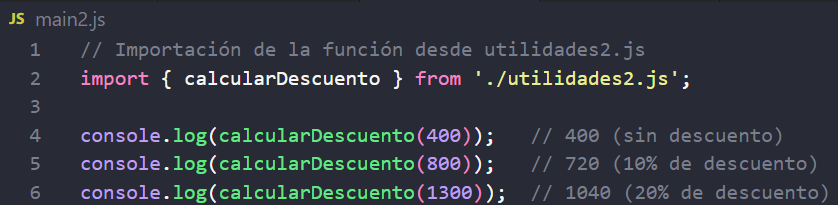 JS main2.js
1 // Importación de la función desde utilidades2.js
2 import { calcularDescuento } from './utilidades2.js';
3
4 console.log(calcularDescuento(400)); // 400 (sin descuento)
5 console.log(calcularDescuento(800)); // 720 (10% de descuento)
6 console.log(calcularDescuento(1300)); // 1040 (20% de descuento)